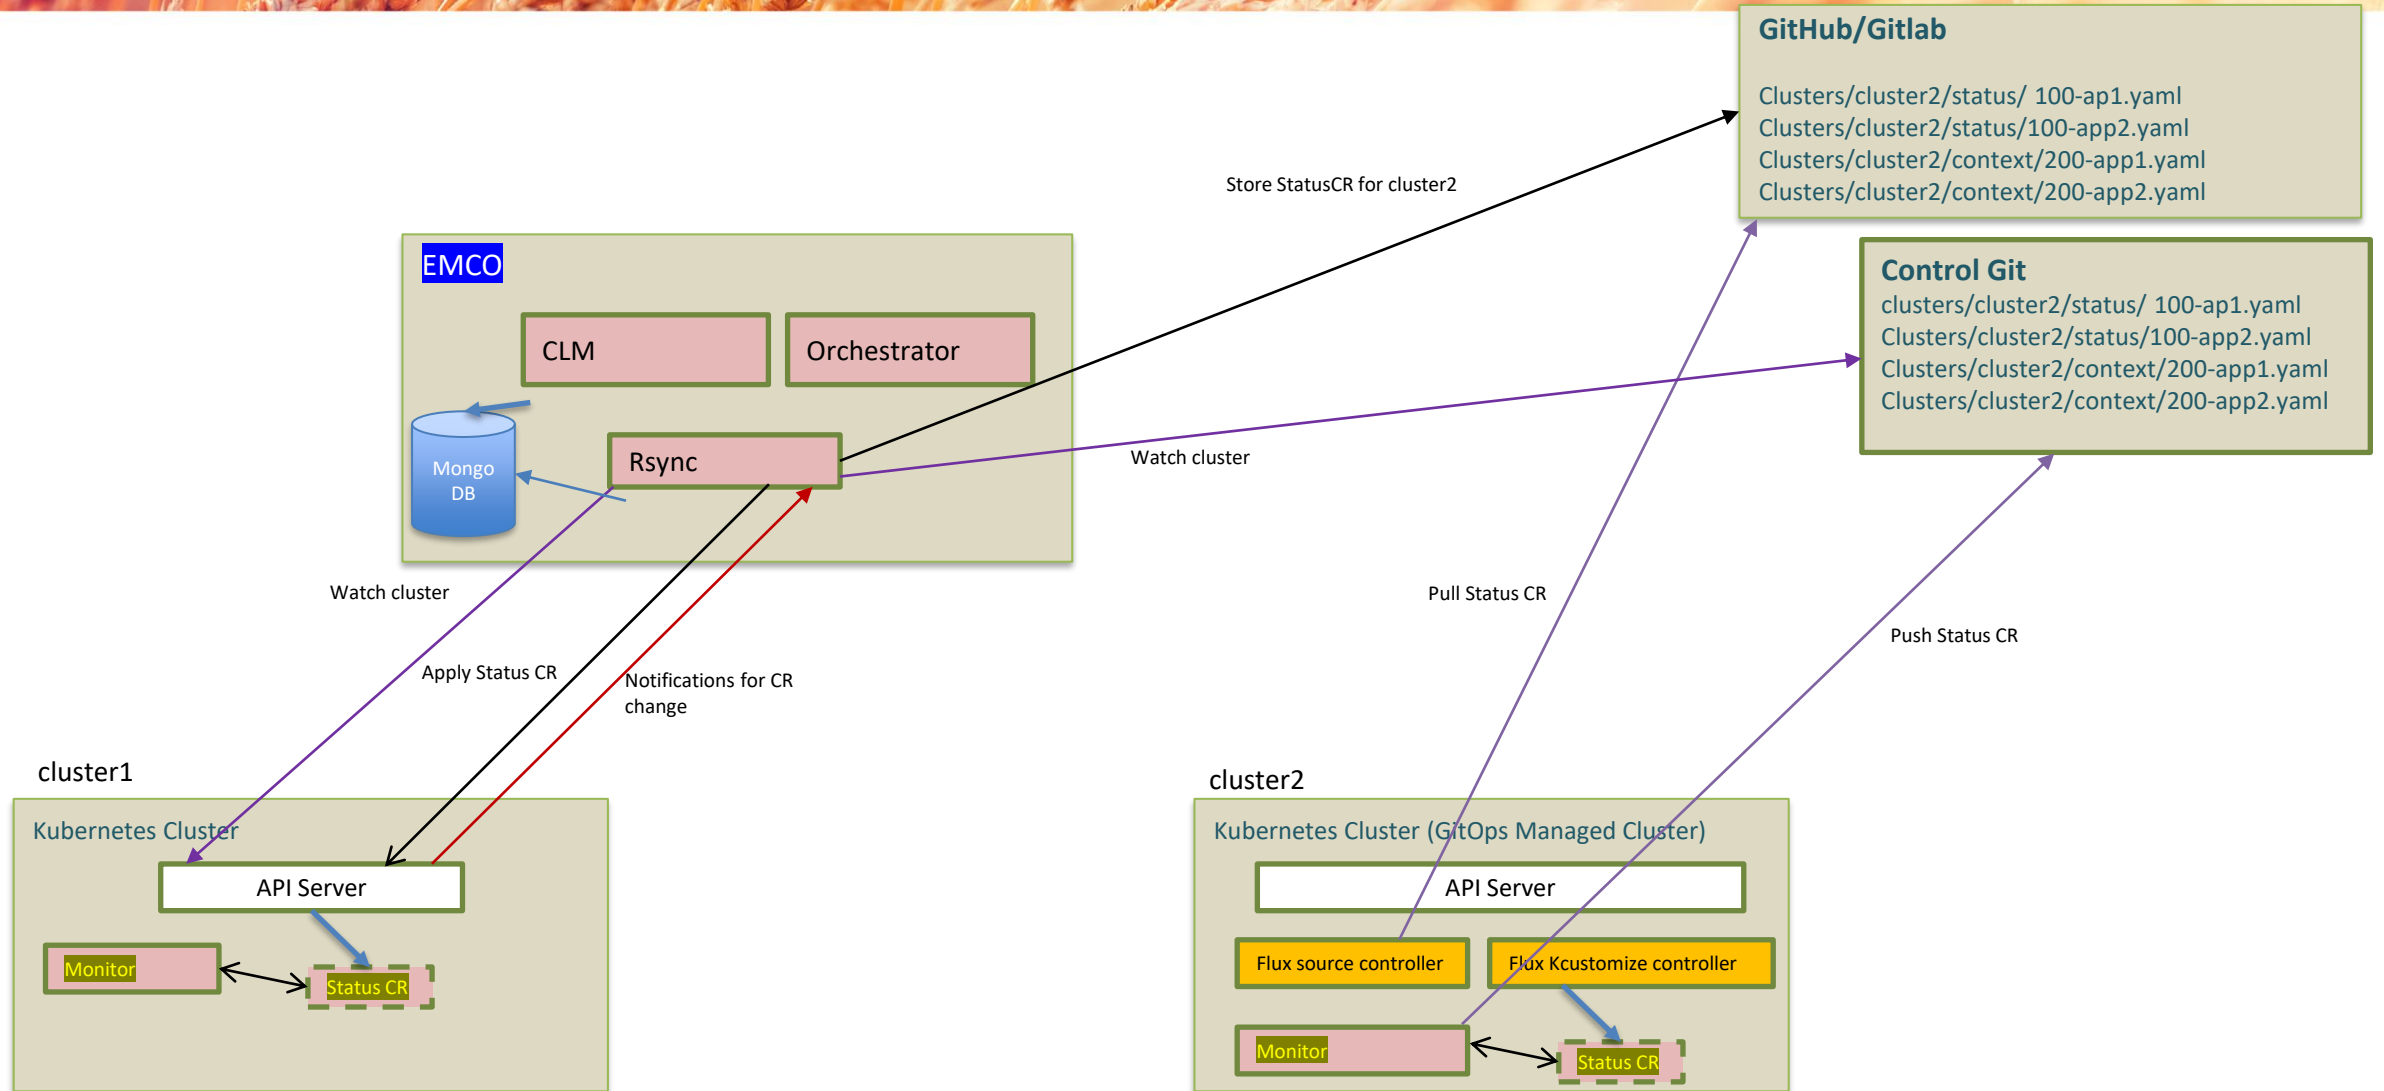 GitHub/Gitlab
Clusters/cluster2/status/ 100-ap1.yaml
Clusters/cluster2/status/100-app2.yaml
Clusters/cluster2/context/200-app1.yaml
Clusters/cluster2/context/200-app2.yaml
Store StatusCR for cluster2
EMCO
CLM
Orchestrator
Mongo
DB
Rsync
Control Git
clusters/cluster2/status/ 100-ap1.yaml
Clusters/cluster2/status/100-app2.yaml
Clusters/cluster2/context/200-app1.yaml
Clusters/cluster2/context/200-app2.yaml
Watch cluster
Watch cluster
Apply Status CR
Notifications for CR
change
Pull Status CR
Push Status CR
cluster1
Kubernetes Cluster
API Server
Monitor
Status CR
cluster2
Kubernetes Cluster (GitOps Managed Cluster)
API Server
Flux source controller
Flux Kcustomize controller
Monitor
Status CR